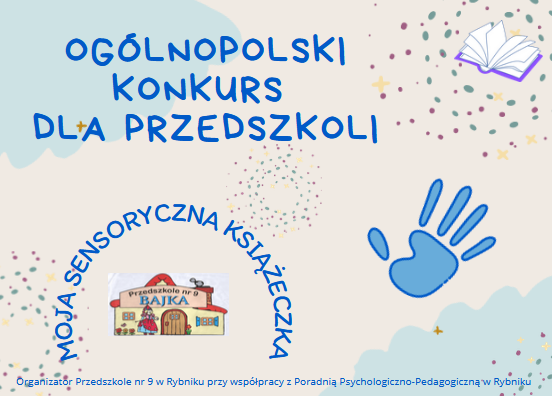 OGÓLNOPOLSKI
KONKURS
DLA PRZEDSZKOLI
MOJA SENSORYCZNA KSIĄŻECZKA
Przedszkole nr 9
BAJKA
Organizator Przedszkole nr 9 w Rybniku przy współpracy z Poradnią Psychologiczno-Pedagogiczną w Rybniku